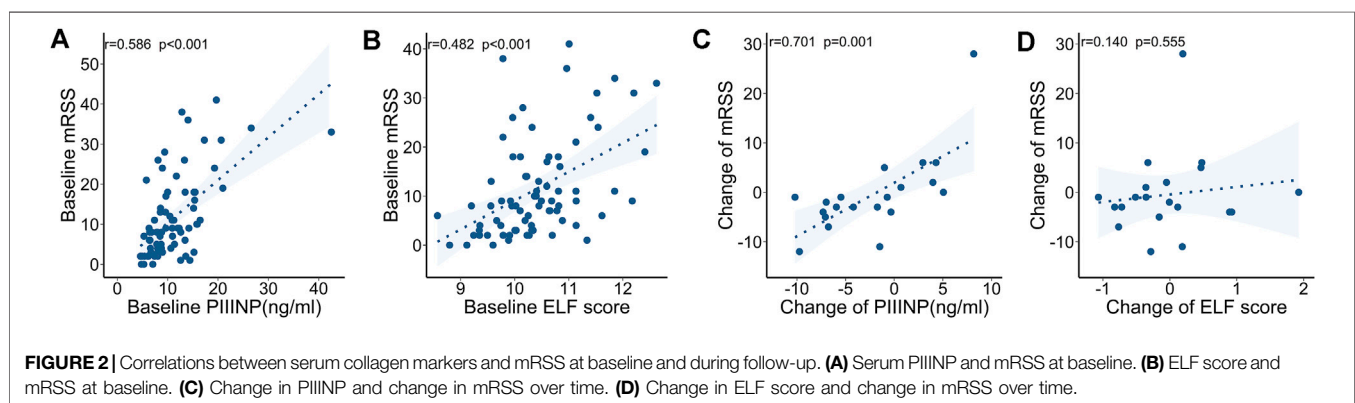 A
r=0.586 p<0.001
50
40
30
20
10
0
Baseline mRSS
0 10 20 30 40
Baseline PIIINP(ng/ml)
B
r=0.482 p<0.001
40
30
20
10
0
Baseline mRSS
9 10 11 12
Baseline ELF score
C
r=0.701 p=0.001
30
20
10
0
-10
Change of mRSS
-10 -5 0 5 10
Change of PIIINP(ng/ml)
D
r=0.140 p=0.555
30
20
10
0
-10
Change of mRSS
-1 0 1 2
Change of ELF score
FIGURE 2 | Correlations between serum collagen markers and mRSS at baseline and during follow-up. (A) Serum PIIINP and mRSS at baseline. (B) ELF score and
mRSS at baseline. (C) Change in PIIINP and change in mRSS over time. (D) Change in ELF score and change in mRSS over time.